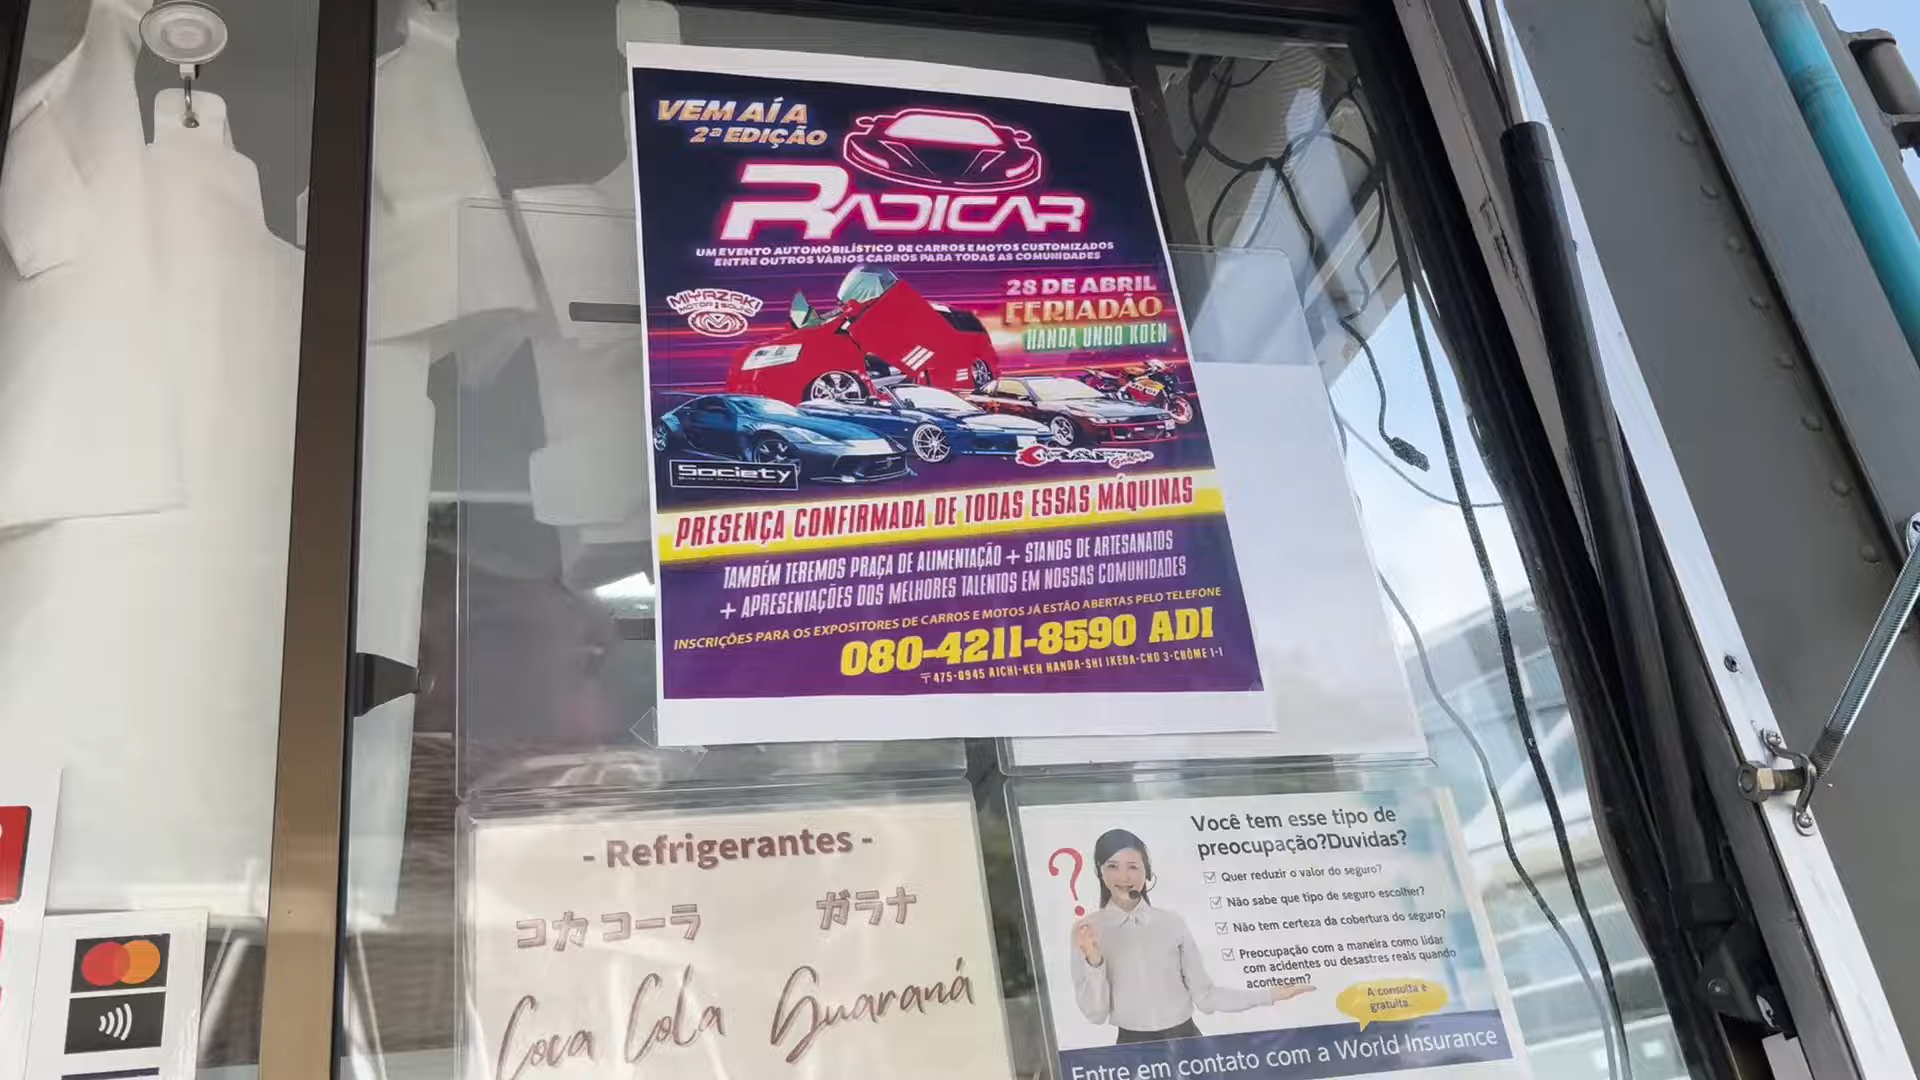 VEM AÍ A
2ª EDIÇÃO
RADICAR
UM EVENTO AUTOMOBILÍSTICO DE CARROS E MOTOS CUSTOMIZADOS
ENTRE OUTROS VÁRIOS CARROS PARA TODAS AS COMUNIDADES
MIYAZAKI
28 DE ABRIL
FERIADÃO
HANDA UNDO KOEN
Society
PRESENÇA CONFIRMADA DE TODAS ESSAS MÁQUINAS
TAMBÉM TEREMOS PRAÇA DE ALIMENTAÇÃO + STANDS DE ARTESANATOS
+ APRESENTAÇÕES DOS MELHORES TALENTOS EM NOSSAS COMUNIDADES
INSCRIÇÕES PARA OS EXPOSITORES DE CARROS E MOTOS JÁ ESTÃO ABERTAS PELO TELEFONE
080-4211-8590 ADI
〒475-0945 AICHI-KEN HANDA-SHI IKEDA-CHO 3-CHÔME 1-1
- Refrigerantes -
コカコーラ
ガラナ
Coca Cola
Guaraná
Você tem esse tipo de
preocupação?Duvidas?
Quer reduzir o valor do seguro?
Não sabe que tipo de seguro escolher?
Não tem certeza da cobertura do seguro?
Preocupação com a maneira como lidar
com acidentes ou desastres reais quando
acontecem?
A consulta é
gratuita.
Entre em contato com a World Insurance